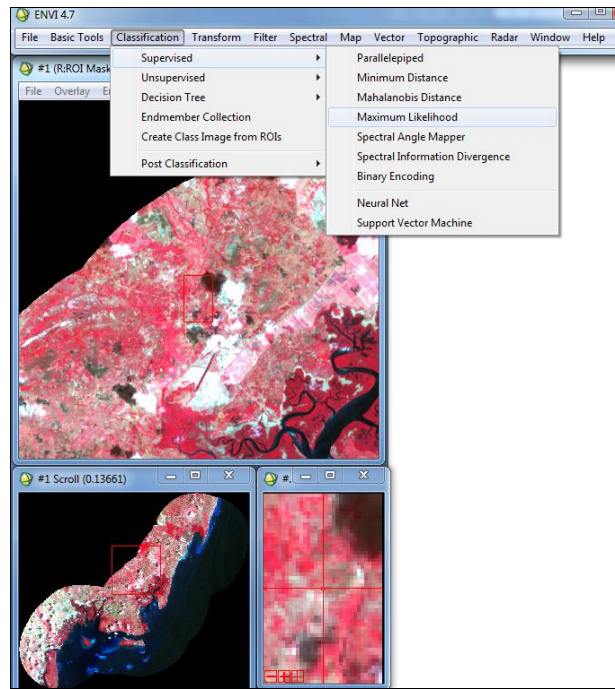 ENVI 4.7
File Basic Tools Classification Transform Filter Spectral Map Vector Topographic Radar Window Help
#1 (R:ROI Mask
File Overlay
Supervised
Unsupervised
Decision Tree
Endmember Collection
Create Class Image from ROIs
Post Classification
Parallelepiped
Minimum Distance
Mahalanobis Distance
Maximum Likelihood
Spectral Angle Mapper
Spectral Information Divergence
Binary Encoding
Neural Net
Support Vector Machine
#1 Scroll (0.13661)
#.